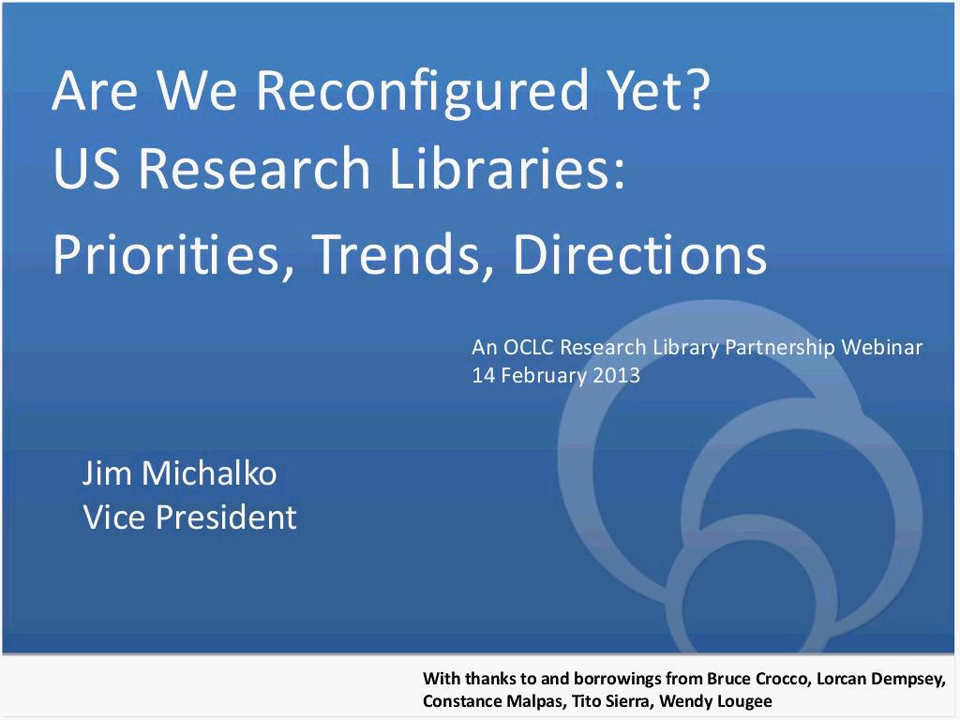 Are We Reconfigured Yet?
US Research Libraries:
Priorities, Trends, Directions
An OCLC Research Library Partnership Webinar
14 February 2013
Jim Michalko
Vice President
With thanks to and borrowings from Bruce Crocco, Lorcan Dempsey,
Constance Malpas, Tito Sierra, Wendy Lougee